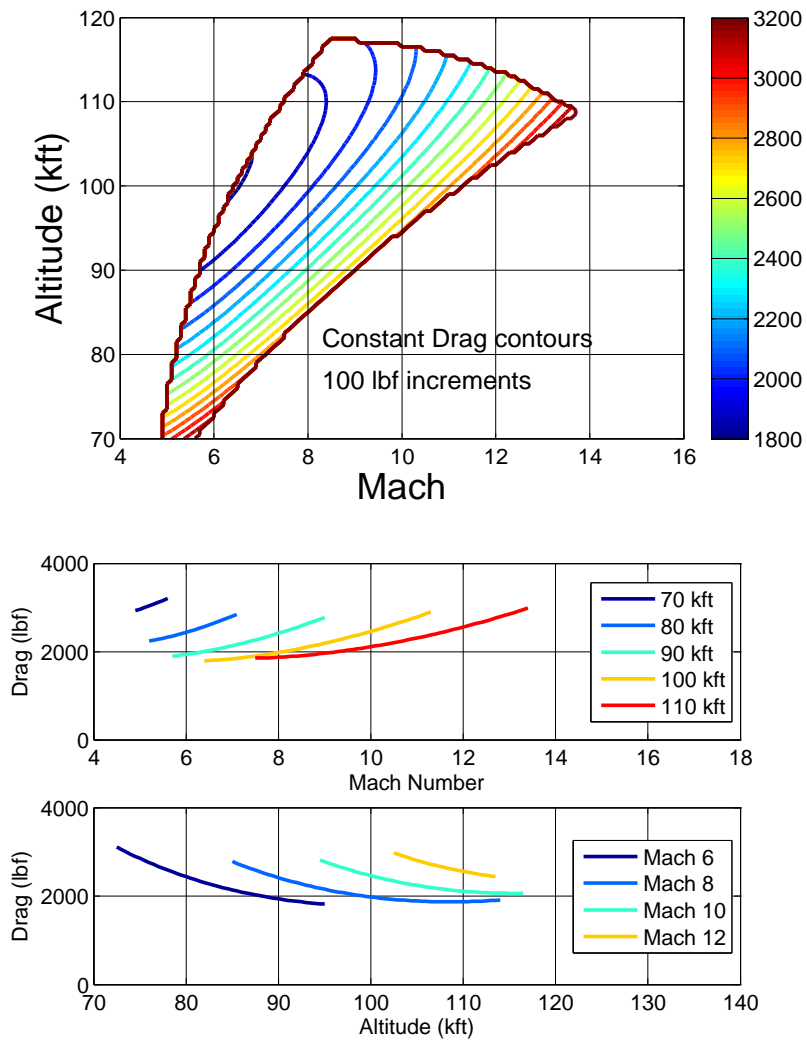 120
110
100
90
80
70
Altitude (kft)
4
6
8
10
12
14
16
Mach
Constant Drag contours
100 lbf increments
3200
3000
2800
2600
2400
2200
2000
1800
4000
2000
0
Drag (lbf)
4
6
8
10
12
14
16
18
Mach Number
70 kft
80 kft
90 kft
100 kft
110 kft
4000
2000
0
Drag (lbf)
70
80
90
100
110
120
130
140
Altitude (kft)
Mach 6
Mach 8
Mach 10
Mach 12